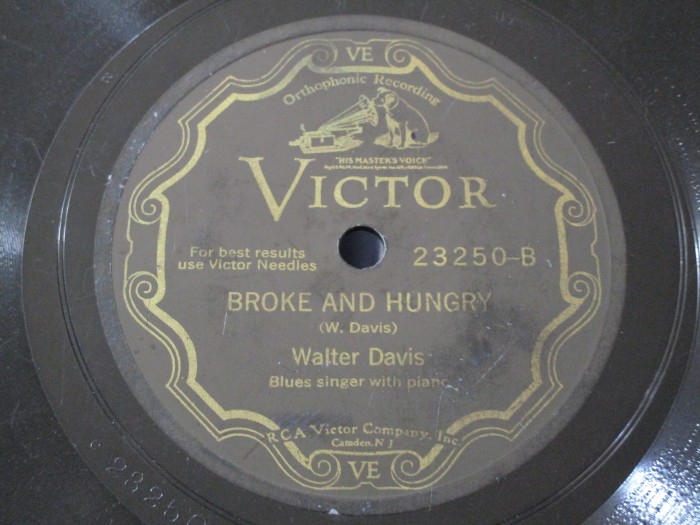 VE
Orthophonic Recording
"HIS MASTER'S VOICE"
VICTOR
For best results
use Victor Needles
23250-B
BROKE AND HUNGRY
(W. Davis)
Walter Davis
Blues singer with piano
RCA Victor Company, Inc.
Camden, N J
VE
23250